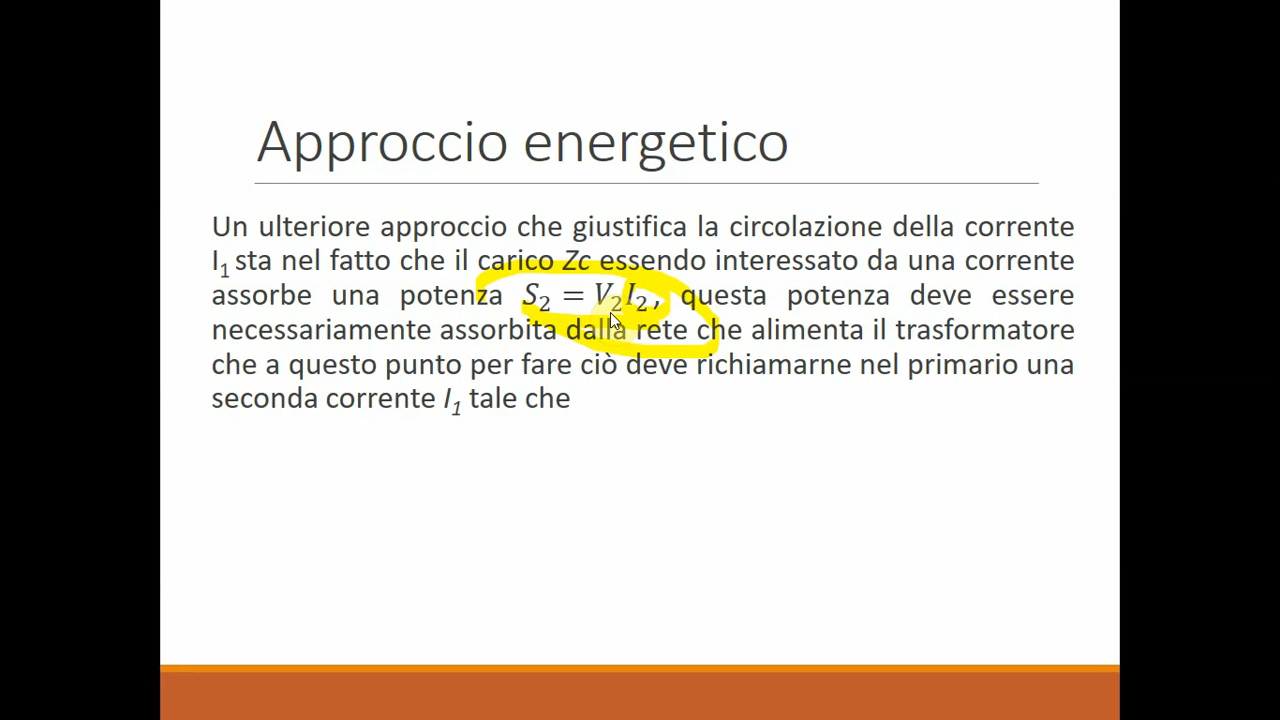 Approccio energetico
Un ulteriore approccio che giustifica la circolazione della corrente
I₁ sta nel fatto che il carico Zc essendo interessato da una corrente
assorbe una potenza S₂ = V₂I₂, questa potenza deve essere
necessariamente assorbita dalla rete che alimenta il trasformatore
che a questo punto per fare ciò deve richiamarne nel primario una
seconda corrente I₁ tale che